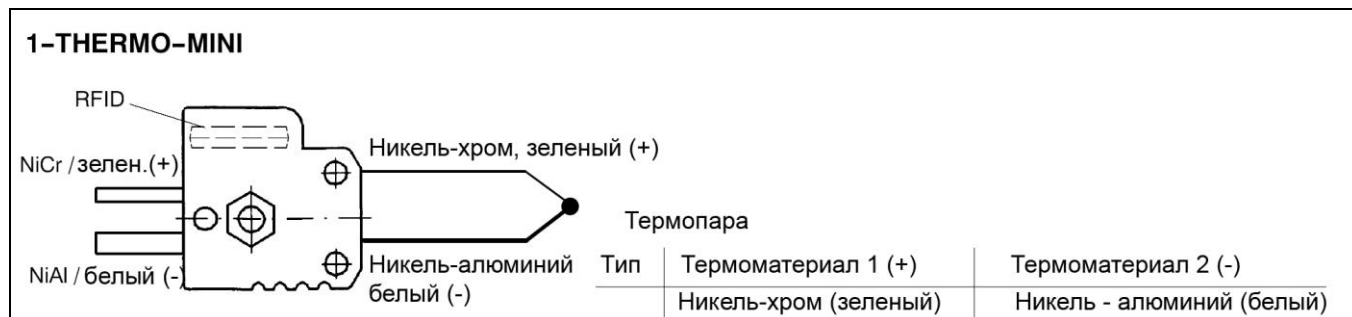 1-THERMO-MINI
RFID
NiCr / зелен.(+)
Никель-хром, зеленый (+)
Термопара
NiAl / белый (-)
Никель-алюминий
белый (-)
Тип Термоматериал 1 (+) Термоматериал 2 (-)
Никель-хром (зеленый) Никель - алюминий (белый)